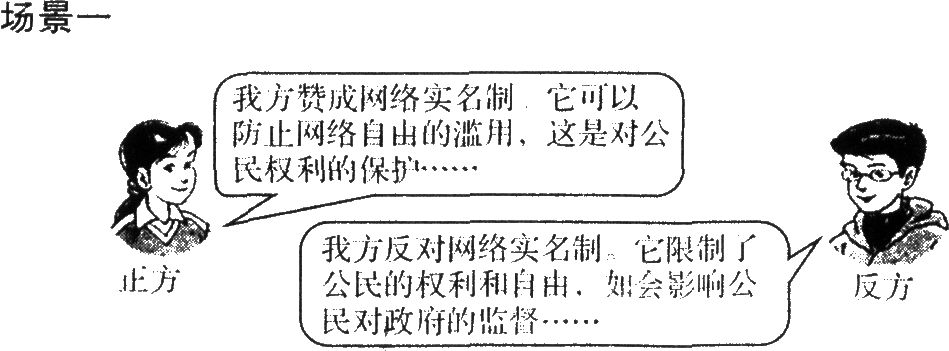 场景一
我方赞成网络实名制，它可以
防止网络自由的滥用，这是对公
民权利的保护……
正方
我方反对网络实名制。它限制了
公民的权利和自由，如会影响公
民对政府的监督……
反方